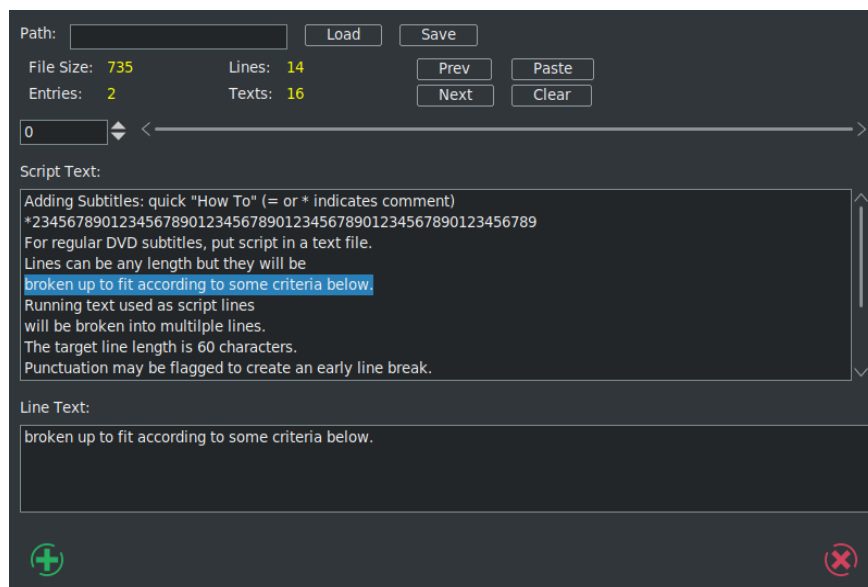 Path: Load Save
File Size: 735 Lines: 14 Prev Paste
Entries: 2 Texts: 16 Next Clear
0
Script Text:
Adding Subtitles: quick "How To" (= or * indicates comment)
*23456789012345678901234567890123456789012345678901234567890123456789
For regular DVD subtitles, put script in a text file.
Lines can be any length but they will be
broken up to fit according to some criteria below.
Running text used as script lines
will be broken into multilple lines.
The target line length is 60 characters.
Punctuation may be flagged to create an early line break.
Line Text:
broken up to fit according to some criteria below.